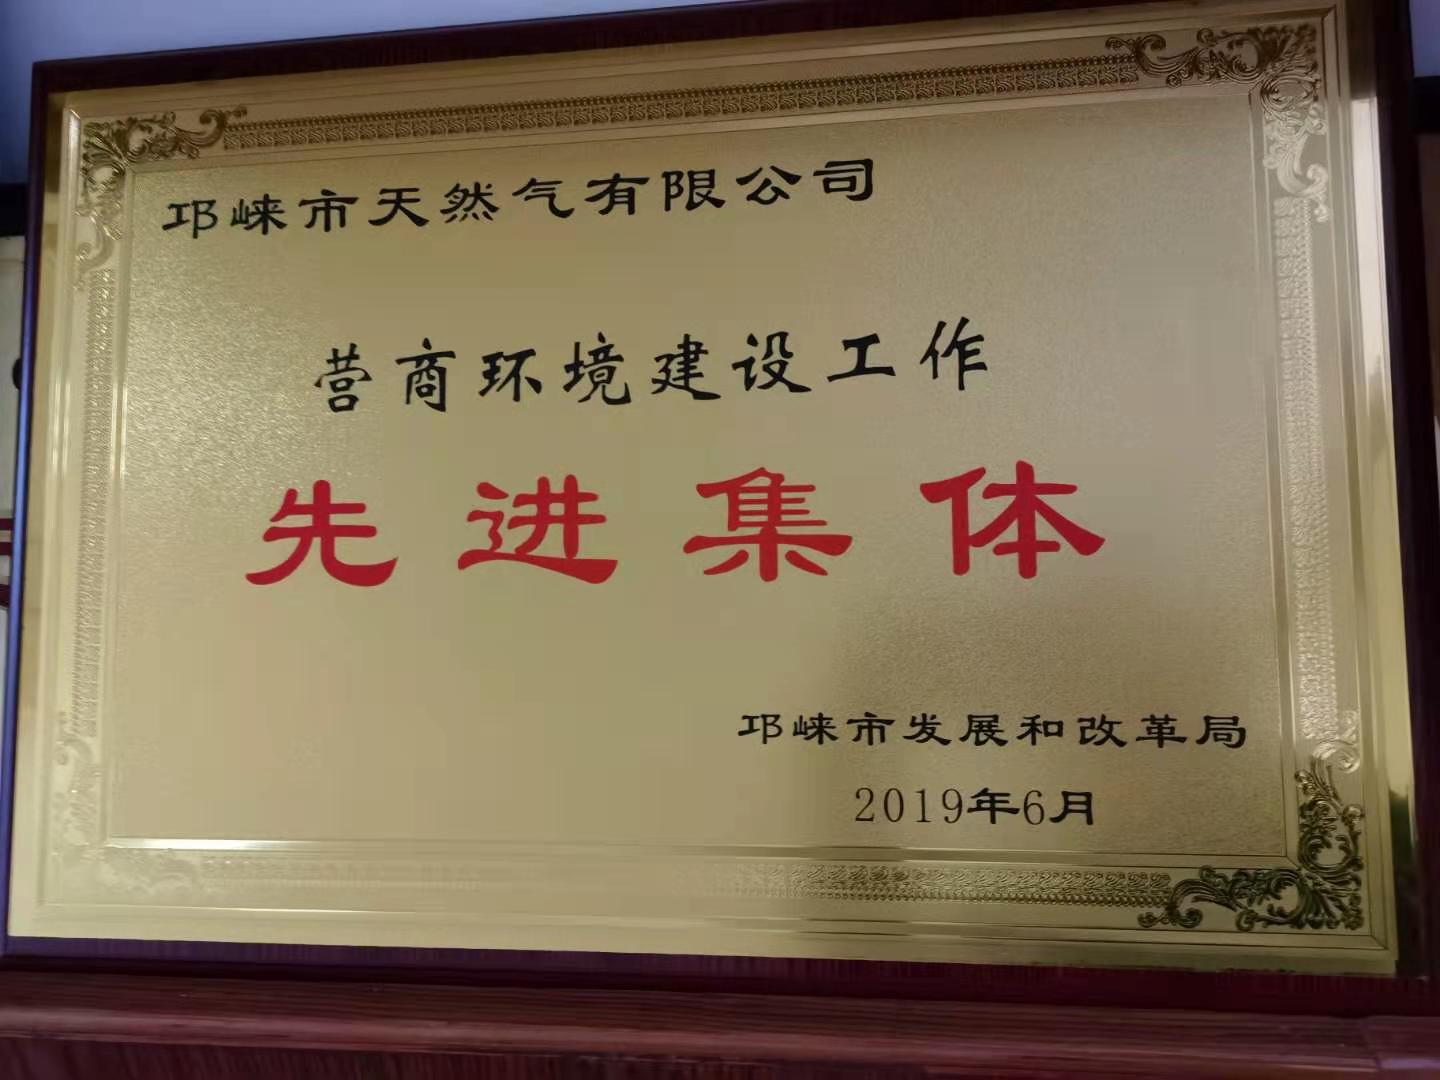 邛崃市天然气有限公司
营商环境建设工作
先进集体
邛崃市发展和改革局
2019年6月